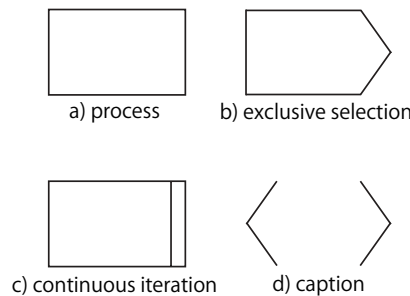 a) process
b) exclusive selection
c) continuous iteration
d) caption